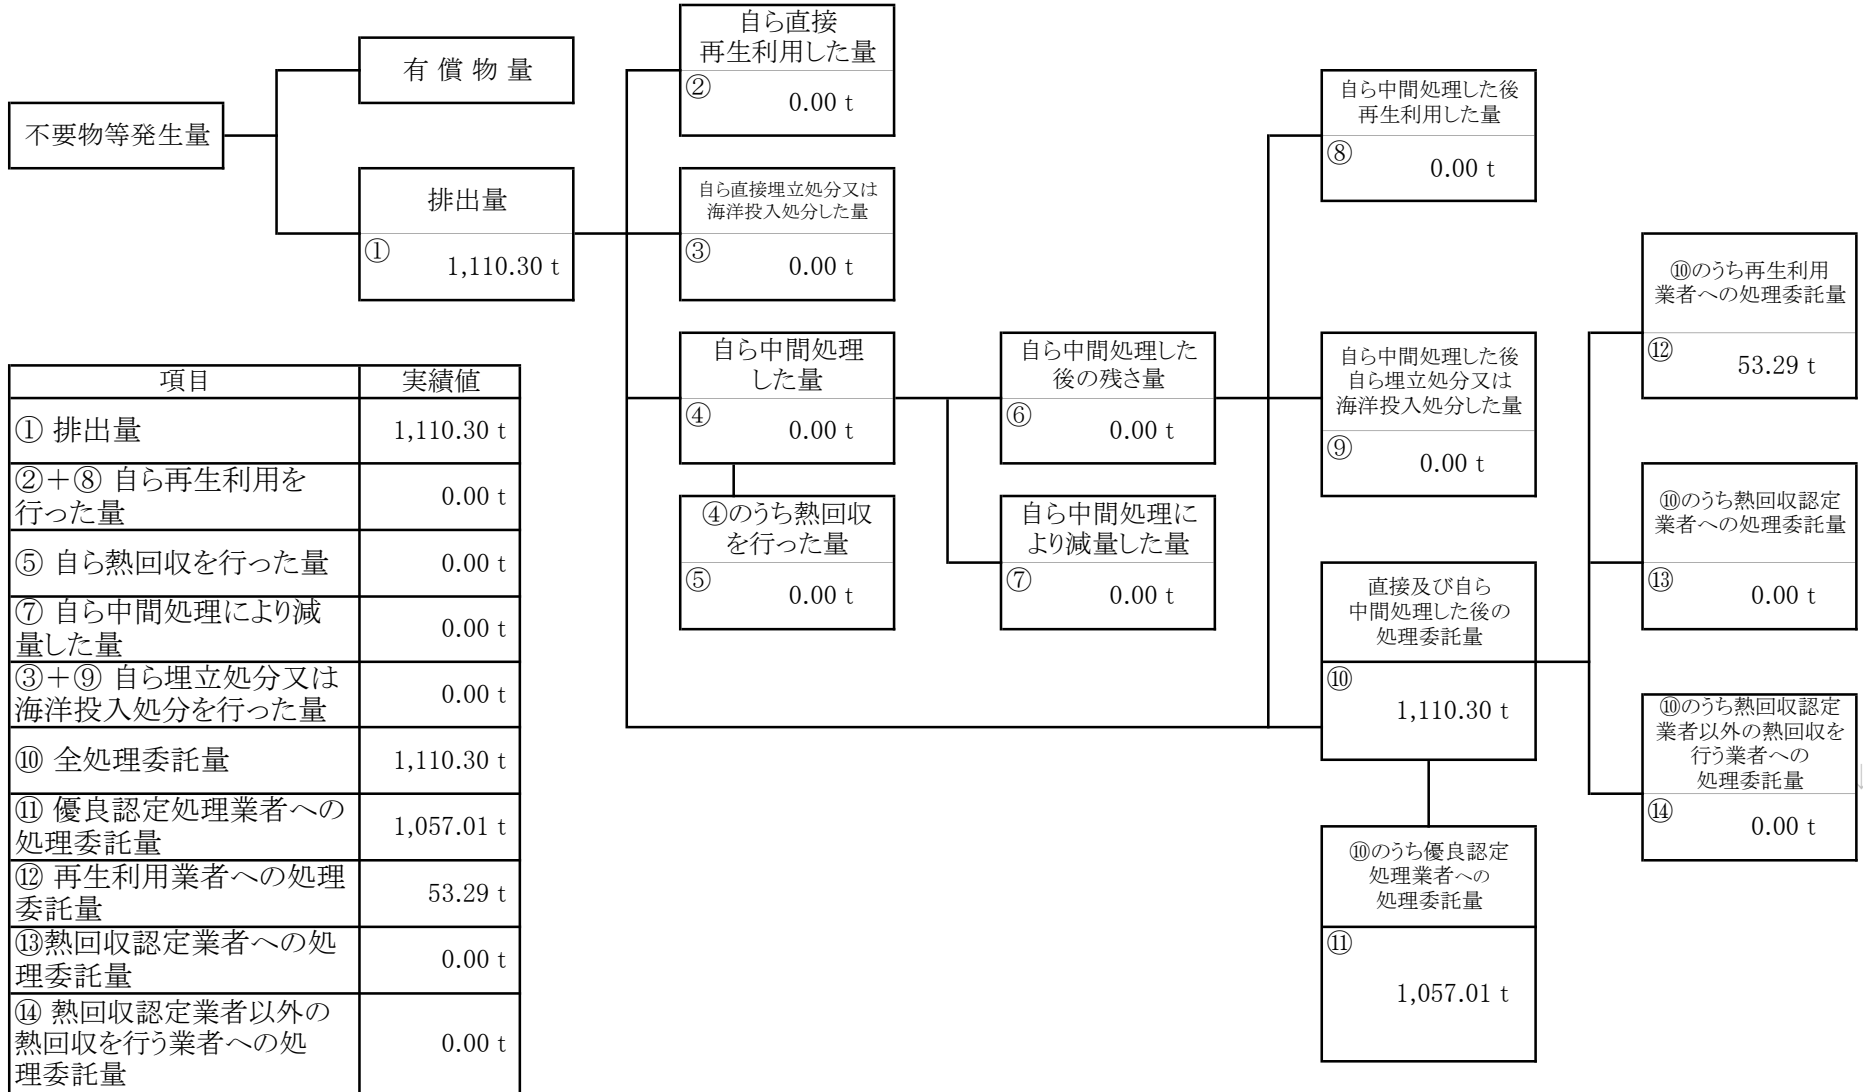 不要物等発生量
有 償 物 量
排出量
①
1,110.30 t
自ら直接
再生利用した量
②
0.00 t
自ら直接埋立処分又は
海洋投入処分した量
③
0.00 t
自ら中間処理
した量
④
0.00 t
④のうち熱回収
を行った量
⑤
0.00 t
自ら中間処理した
後の残さ量
⑥
0.00 t
自ら中間処理に
より減量した量
⑦
0.00 t
自ら中間処理した後
再生利用した量
⑧
0.00 t
自ら中間処理した後
自ら埋立処分又は
海洋投入処分した量
⑨
0.00 t
直接及び自ら
中間処理した後の
処理委託量
⑩
1,110.30 t
⑩のうち優良認定
処理業者への
処理委託量
⑪
1,057.01 t
⑩のうち再生利用
業者への処理委託量
⑫
53.29 t
⑩のうち熱回収認定
業者への処理委託量
⑬
0.00 t
⑩のうち熱回収認定
業者以外の熱回収を
行う業者への
処理委託量
⑭
0.00 t
項目 実績値
① 排出量 1,110.30 t
②＋⑧ 自ら再生利用を
行った量 0.00 t
⑤ 自ら熱回収を行った量 0.00 t
⑦ 自ら中間処理により減
量した量 0.00 t
③＋⑨ 自ら埋立処分又は
海洋投入処分を行った量 0.00 t
⑩ 全処理委託量 1,110.30 t
⑪ 優良認定処理業者への
処理委託量 1,057.01 t
⑫ 再生利用業者への処理
委託量 53.29 t
⑬熱回収認定業者への処
理委託量 0.00 t
⑭ 熱回収認定業者以外の
熱回収を行う業者への処
理委託量 0.00 t